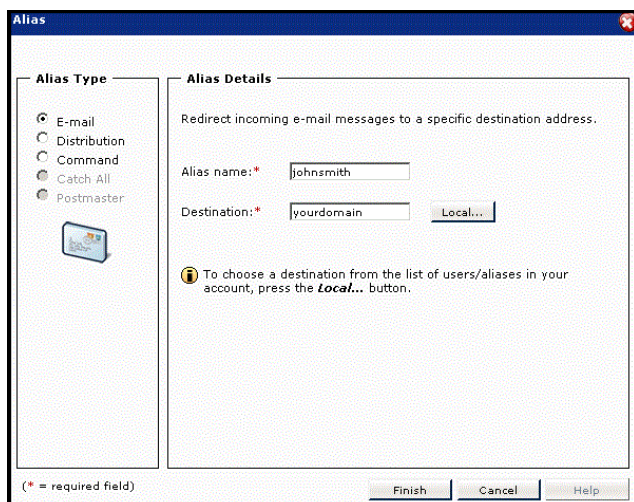 Alias
Alias Type
E-mail
Distribution
Command
Catch All
Postmaster
Alias Details
Redirect incoming e-mail messages to a specific destination address.
Alias name:* johnsmith
Destination:* yourdomain Local...
To choose a destination from the list of users/aliases in your
account, press the Local... button.
(* = required field)
Finish Cancel Help